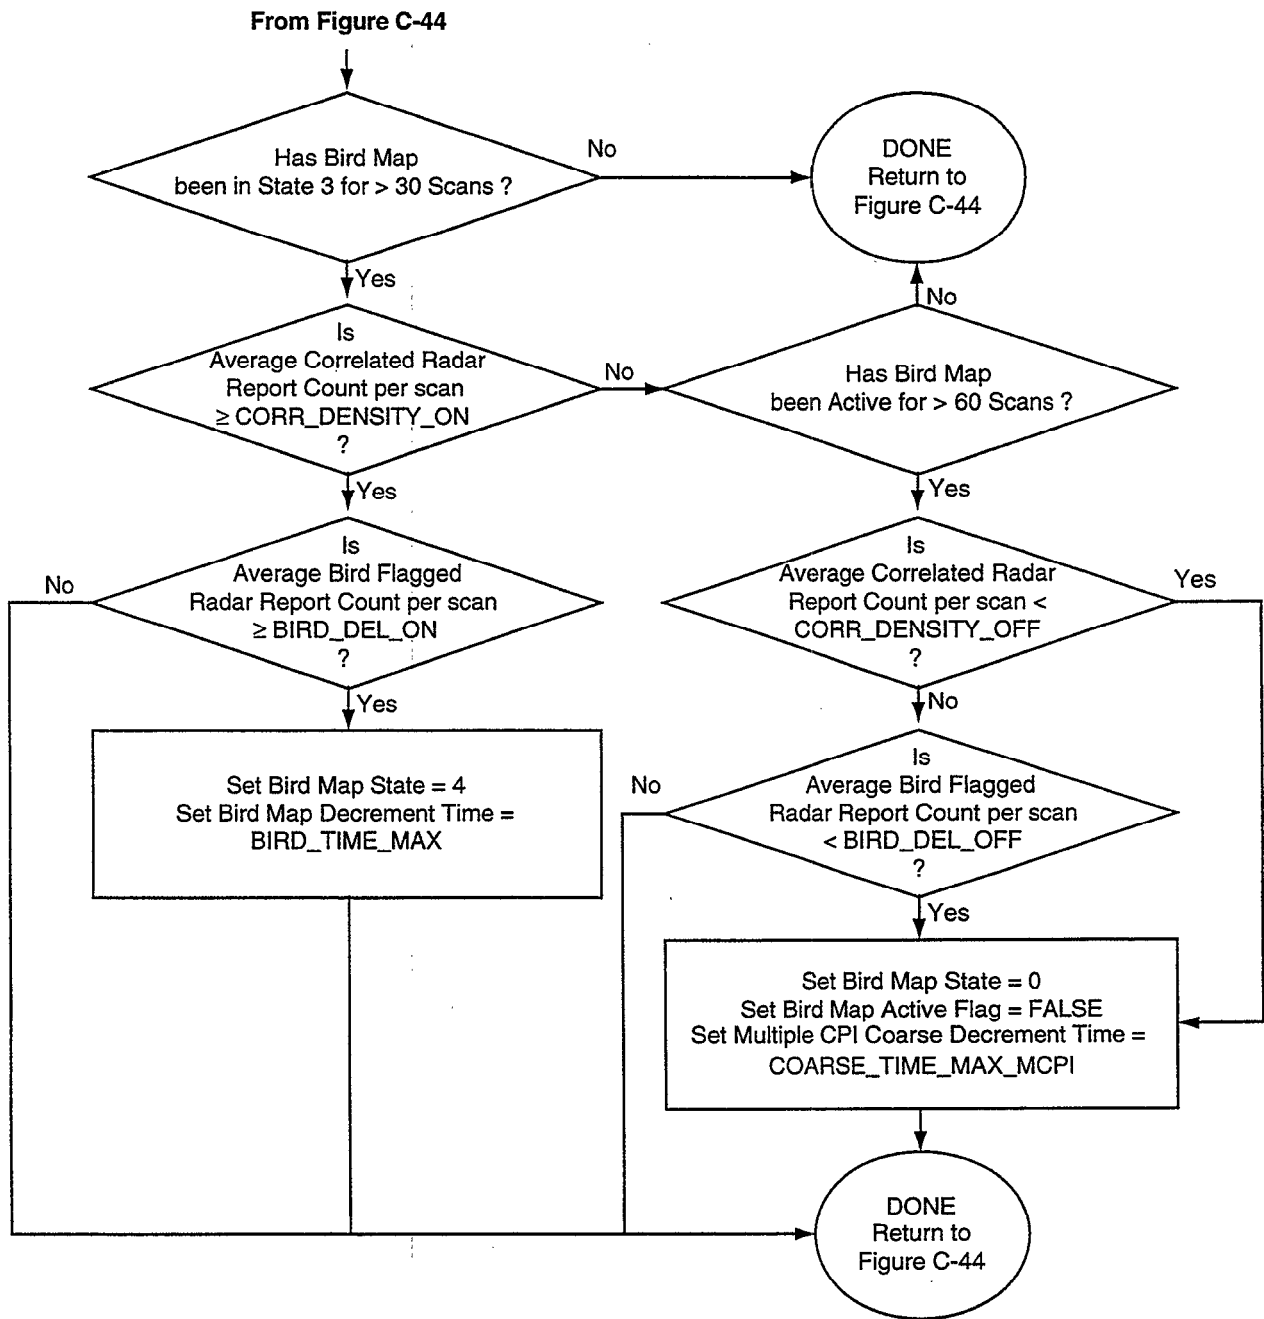 From Figure C-44
Has Bird Map
been in State 3 for > 30 Scans ?
No
DONE
Return to
Figure C-44
Yes
No
Is
Average Correlated Radar
Report Count per scan
≥ CORR_DENSITY_ON
?
No
Has Bird Map
been Active for > 60 Scans ?
Yes
Yes
Is
Average Bird Flagged
Radar Report Count per scan
≥ BIRD_DEL_ON
?
No
Is
Average Correlated Radar
Report Count per scan <
CORR_DENSITY_OFF
?
Yes
Yes
No
Set Bird Map State = 4
Set Bird Map Decrement Time =
BIRD_TIME_MAX
No
Is
Average Bird Flagged
Radar Report Count per scan
< BIRD_DEL_OFF
?
Yes
Set Bird Map State = 0
Set Bird Map Active Flag = FALSE
Set Multiple CPI Coarse Decrement Time =
COARSE_TIME_MAX_MCPI
DONE
Return to
Figure C-44